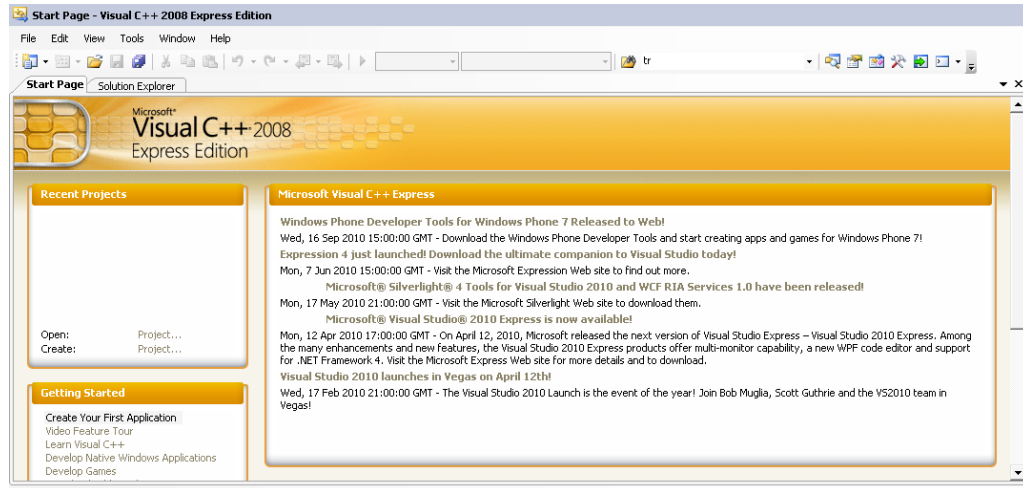 Start Page - Visual C++ 2008 Express Edition
File Edit View Tools Window Help
tr
Start Page Solution Explorer
Microsoft
Visual C++ 2008
Express Edition
Recent Projects
Open: Project...
Create: Project...
Getting Started
Create Your First Application
Video Feature Tour
Learn Visual C++
Develop Native Windows Applications
Develop Games
Microsoft Visual C++ Express
Windows Phone Developer Tools for Windows Phone 7 Released to Web!
Wed, 16 Sep 2010 15:00:00 GMT - Download the Windows Phone Developer Tools and start creating apps and games for Windows Phone 7!
Expression 4 just launched! Download the ultimate companion to Visual Studio today!
Mon, 7 Jun 2010 15:00:00 GMT - Visit the Microsoft Expression Web site to find out more.
Microsoft® Silverlight® 4 Tools for Visual Studio 2010 and WCF RIA Services 1.0 have been released!
Mon, 17 May 2010 21:00:00 GMT - Visit the Microsoft Silverlight Web site to download them.
Microsoft® Visual Studio® 2010 Express is now available!
Mon, 12 Apr 2010 17:00:00 GMT - On April 12, 2010, Microsoft released the next version of Visual Studio Express – Visual Studio 2010 Express. Among
the many enhancements and new features, the Visual Studio 2010 Express products offer multi-monitor capability, a new WPF code editor and support
for .NET Framework 4. Visit the Microsoft Express Web site for more details and to download.
Visual Studio 2010 launches in Vegas on April 12th!
Wed, 17 Feb 2010 21:00:00 GMT - The Visual Studio 2010 Launch is the event of the year! Join Bob Muglia, Scott Guthrie and the VS2010 team in
Vegas!